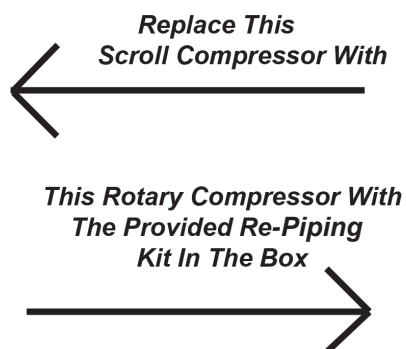 Replace This
Scroll Compressor With
This Rotary Compressor With
The Provided Re-Piping
Kit In The Box